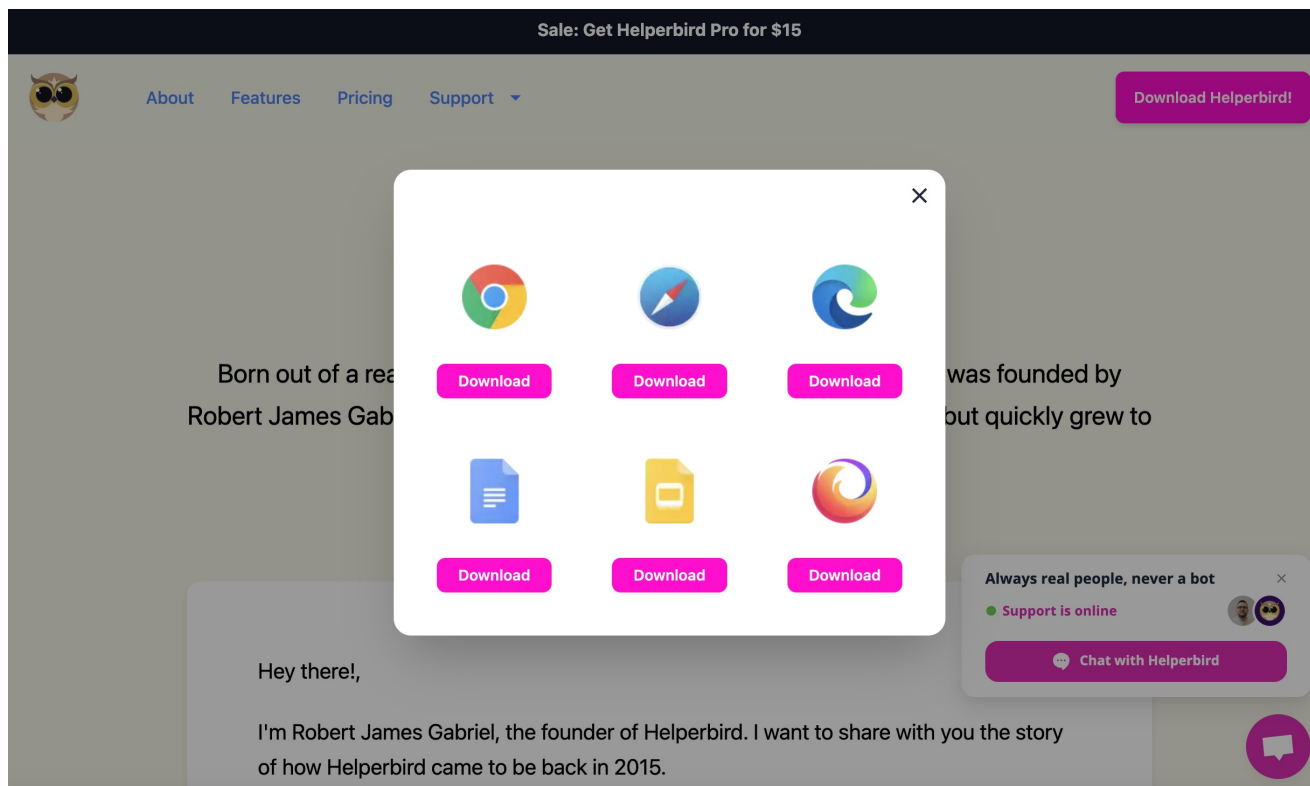 Sale: Get Helperbird Pro for $15
About Features Pricing Support
Download Helperbird!
Born out of a rea
was founded by
Robert James Gab
but quickly grew to
Download Download Download
Download Download Download
Always real people, never a bot
Support is online
Chat with Helperbird
Hey there!,
I'm Robert James Gabriel, the founder of Helperbird. I want to share with you the story
of how Helperbird came to be back in 2015.